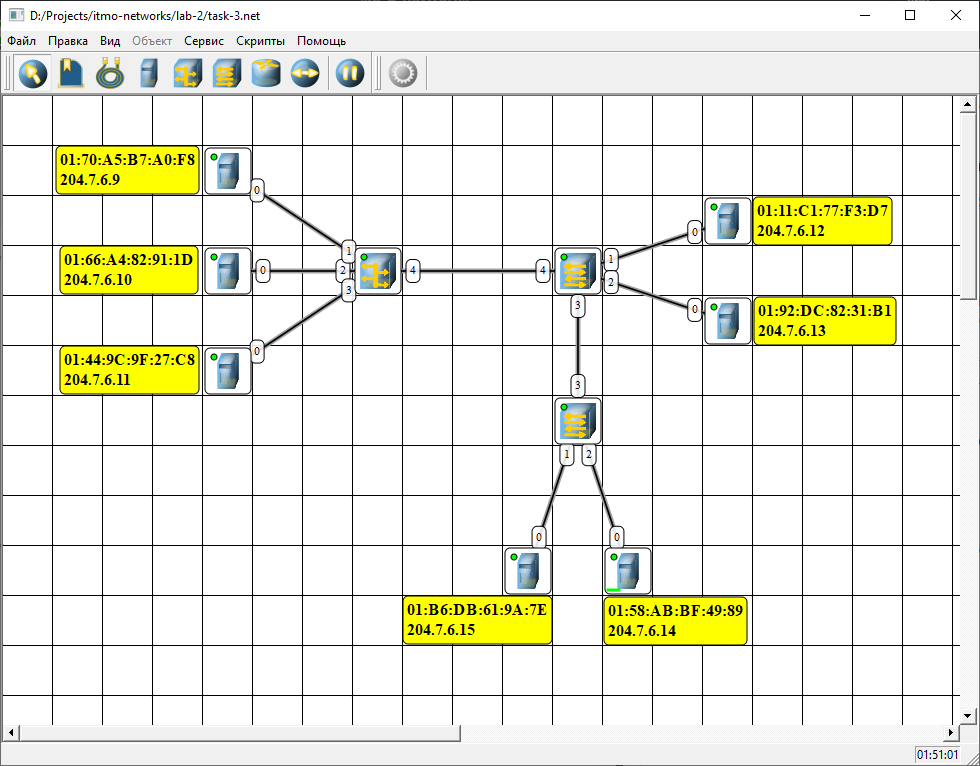 D:/Projects/itmo-networks/lab-2/task-3.net
Файл Правка Вид Объект Сервис Скрипты Помощь
01:70:A5:B7:A0:F8
204.7.6.9
0
01:11:C1:77:F3:D7
204.7.6.12
0
01:66:A4:82:91:1D
204.7.6.10
0
1
2
3
4
4
1
2
3
0
01:92:DC:82:31:B1
204.7.6.13
01:44:9C:9F:27:C8
204.7.6.11
0
3
1
2
0
0
01:B6:DB:61:9A:7E
204.7.6.15
01:58:AB:BF:49:89
204.7.6.14
01:51:01